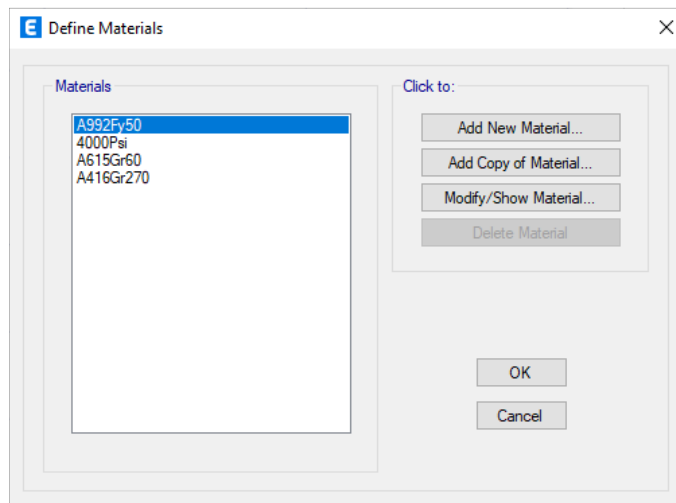 E Define Materials
Materials
A992Fy50
4000Psi
A615Gr60
A416Gr270
Click to:
Add New Material...
Add Copy of Material...
Modify/Show Material...
Delete Material
OK
Cancel